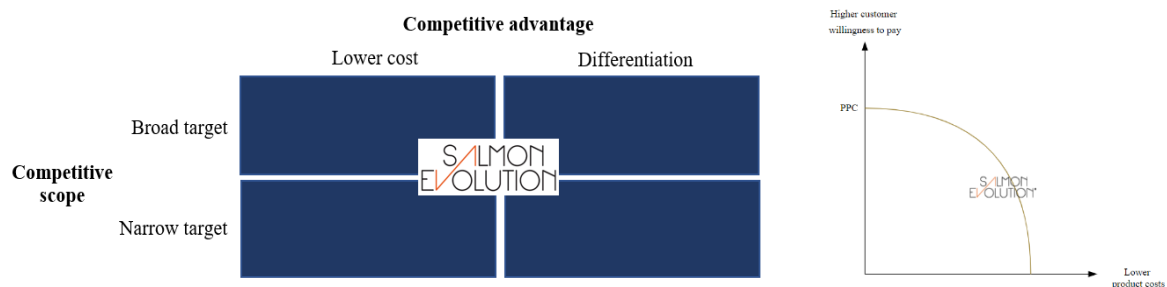 Competitive advantage
Lower cost
Differentiation
Broad target
Competitive
scope
Narrow target
SALMON
EVOLUTION
Higher customer
willingness to pay
PPC
SALMON
EVOLUTION
Lower
product costs